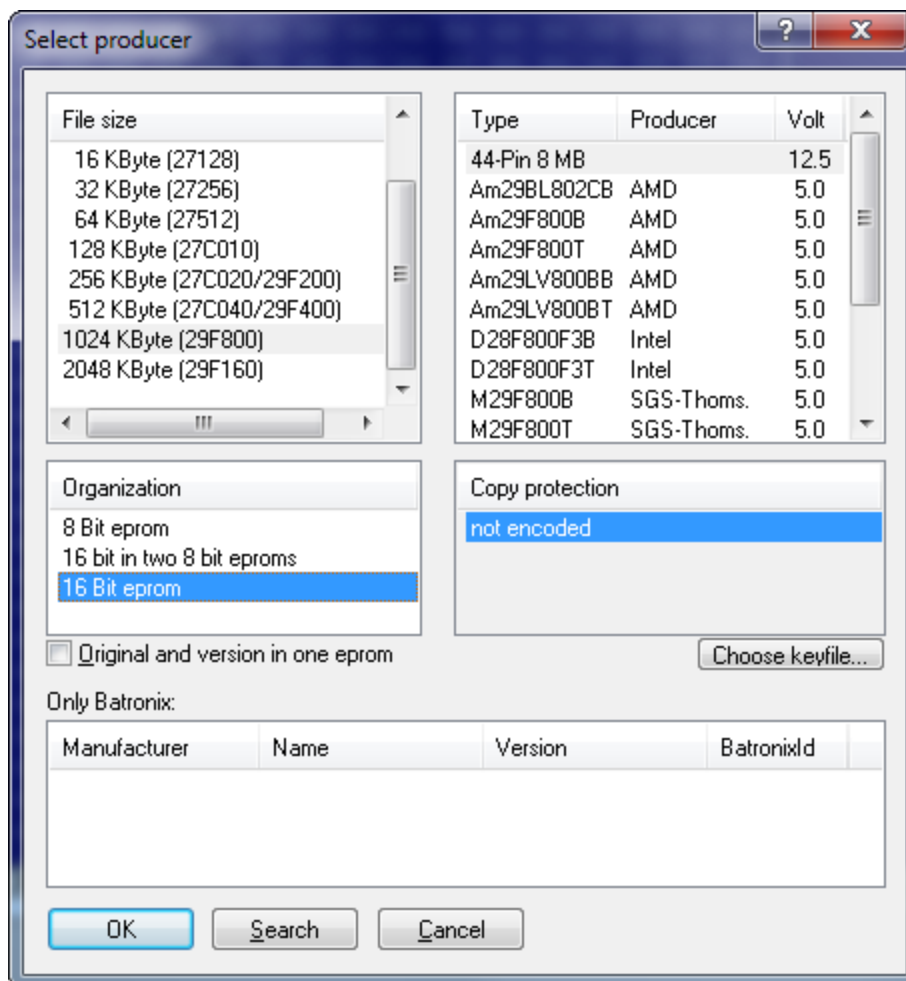 Select producer
File size
16 KByte (27128)
32 KByte (27256)
64 KByte (27512)
128 KByte (27C010)
256 KByte (27C020/29F200)
512 KByte (27C040/29F400)
1024 KByte (29F800)
2048 KByte (29F160)
Type Producer Volt
44-Pin 8 MB 12.5
Am29BL802CB AMD 5.0
Am29F800B AMD 5.0
Am29F800T AMD 5.0
Am29LV800BB AMD 5.0
Am29LV800BT AMD 5.0
D28F800F3B Intel 5.0
D28F800F3T Intel 5.0
M29F800B SGS-Thoms. 5.0
M29F800T SGS-Thoms. 5.0
Organization
8 Bit eprom
16 bit in two 8 bit eproms
16 Bit eprom
Copy protection
not encoded
Original and version in one eprom
Choose keyfile...
Only Batronix:
Manufacturer Name Version BatronixId
OK Search Cancel